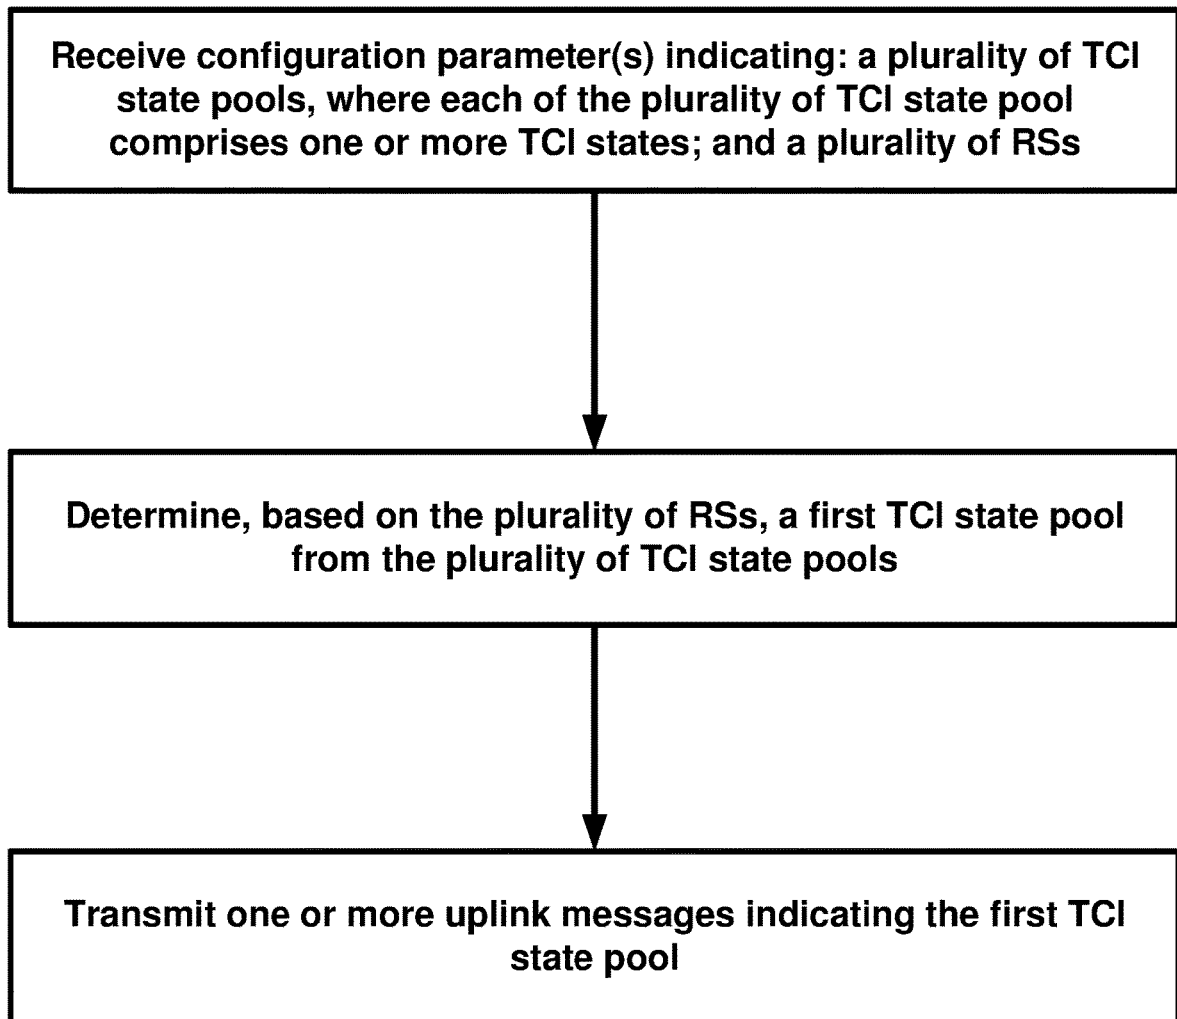 Receive configuration parameter(s) indicating: a plurality of TCI
state pools, where each of the plurality of TCI state pool
comprises one or more TCI states; and a plurality of RSs
Determine, based on the plurality of RSs, a first TCI state pool
from the plurality of TCI state pools
Transmit one or more uplink messages indicating the first TCI
state pool